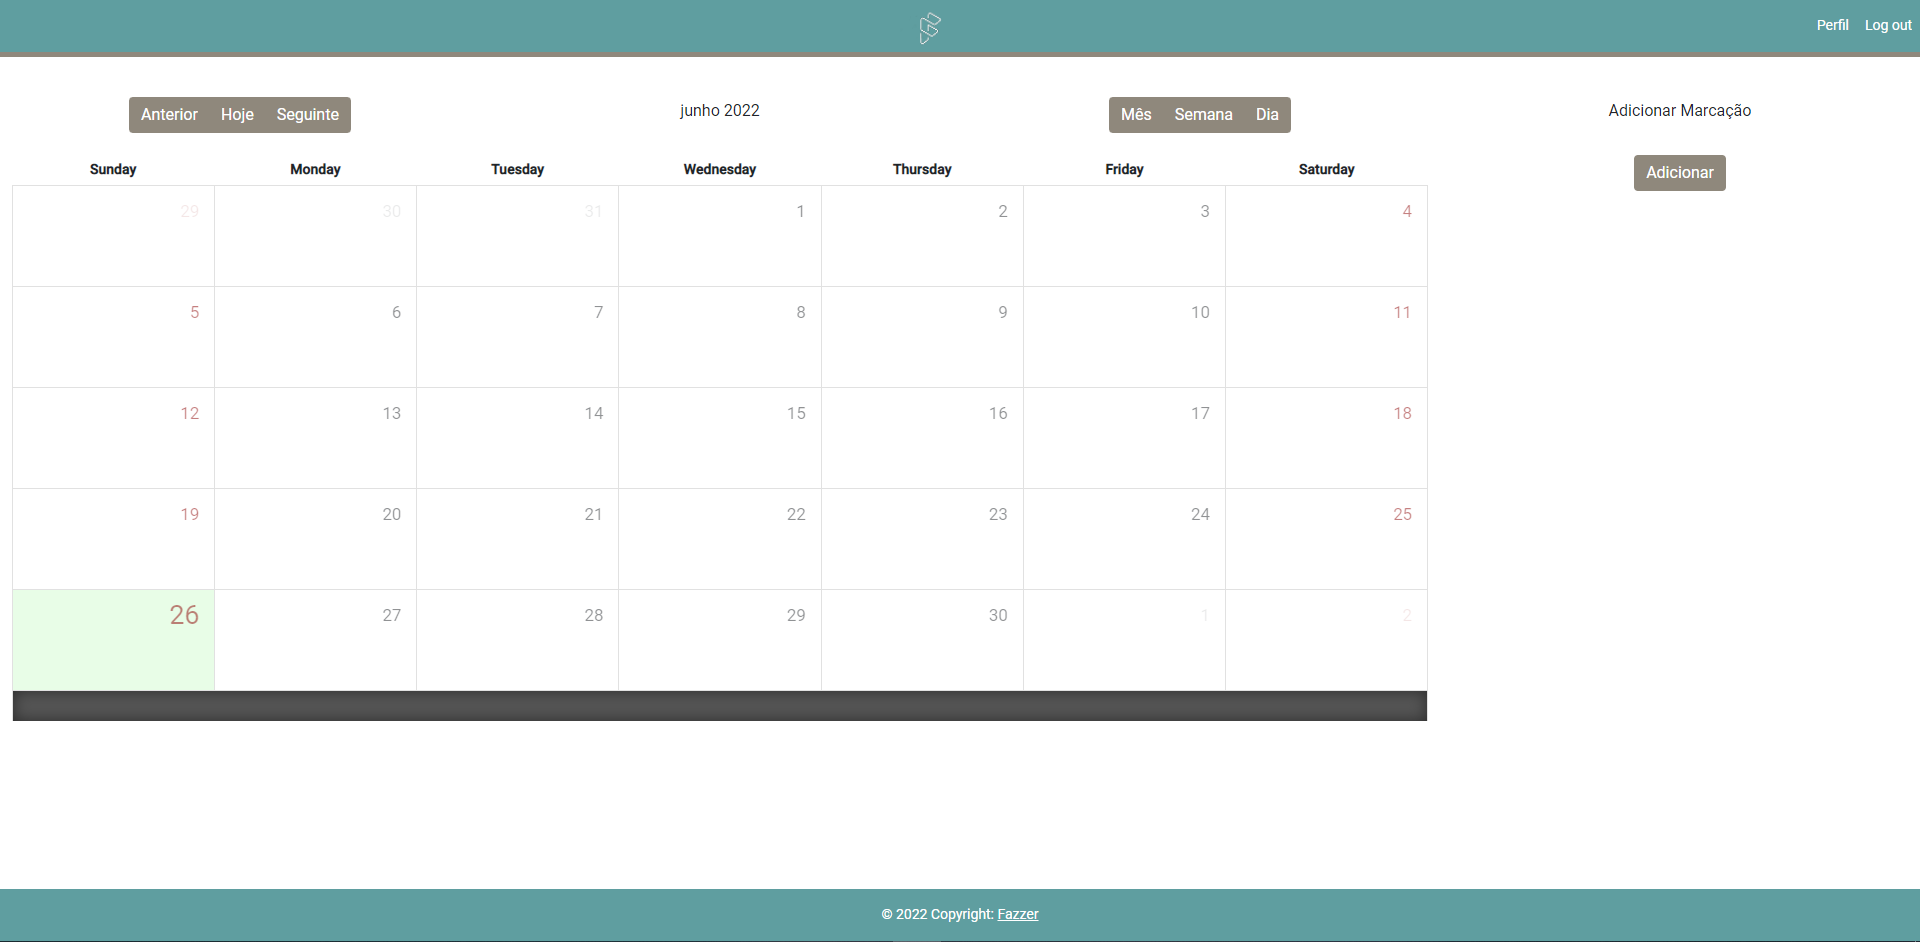 Perfil Log out
Anterior Hoje Seguinte junho 2022 Mês Semana Dia Adicionar Marcação
Sunday Monday Tuesday Wednesday Thursday Friday Saturday
Adicionar
29 30 31 1 2 3 4
5 6 7 8 9 10 11
12 13 14 15 16 17 18
19 20 21 22 23 24 25
26 27 28 29 30 1 2
© 2022 Copyright: Fazzer